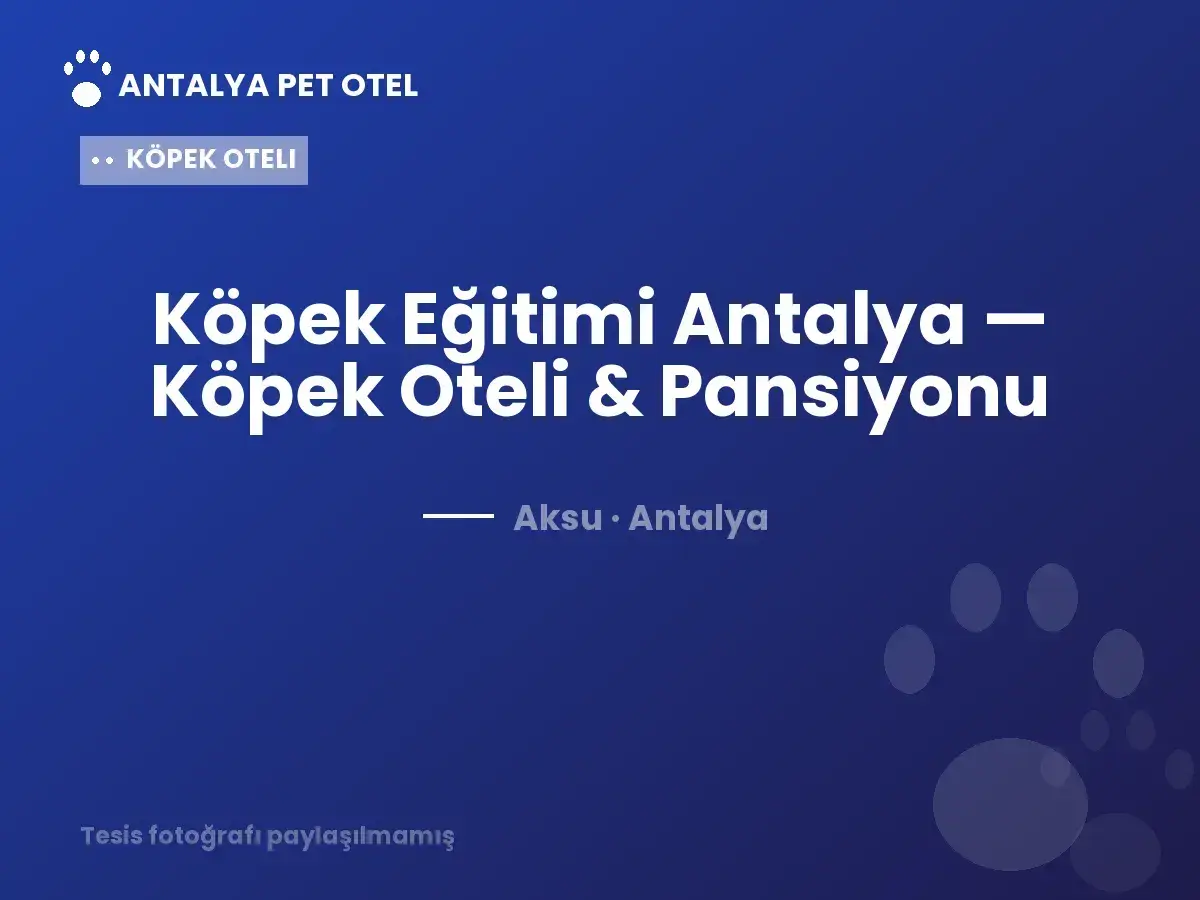 ANTALYA PET OTEL
KÖPEK OTELI
Köpek Eğitimi Antalya —
Köpek Oteli & Pansiyonu
Aksu · Antalya
Tesis fotoğrafı paylaşılmamış